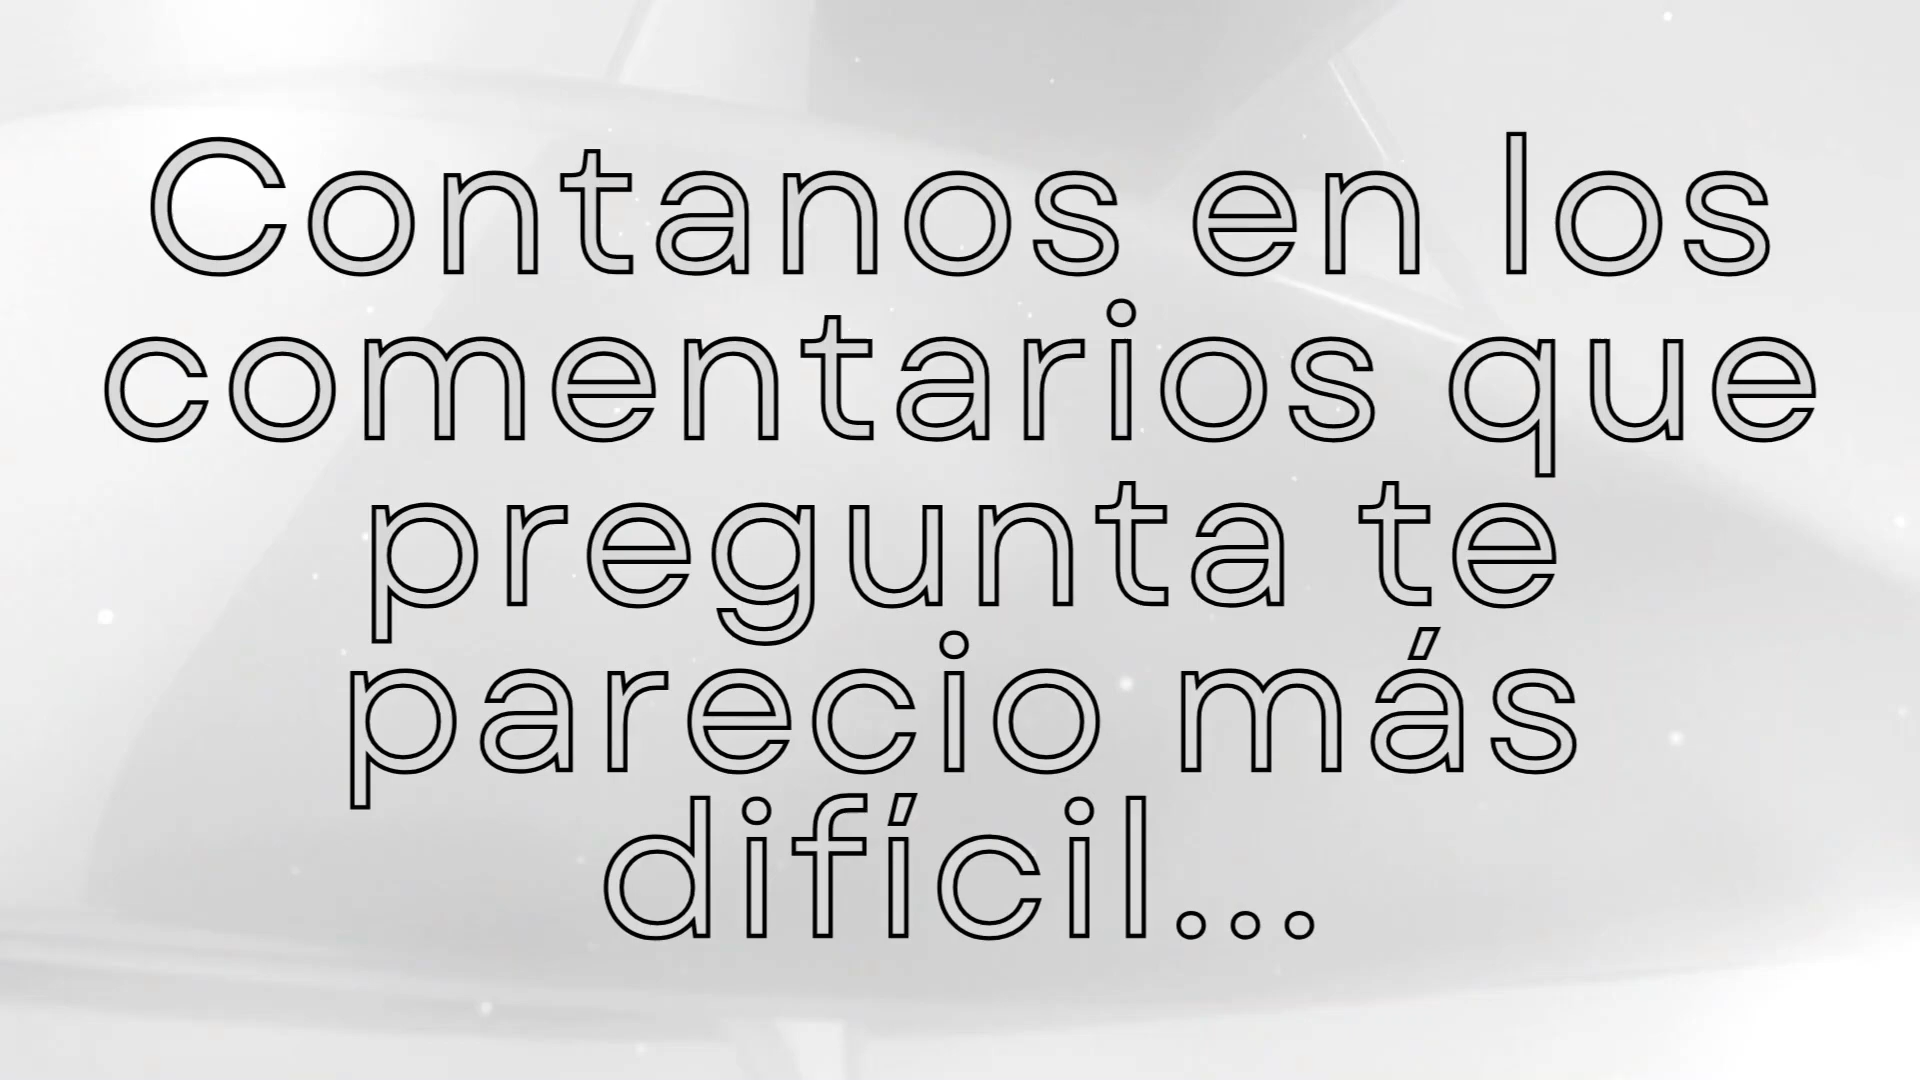 Contanos en los
comentarios que
pregunta te
parecio más
difícil...